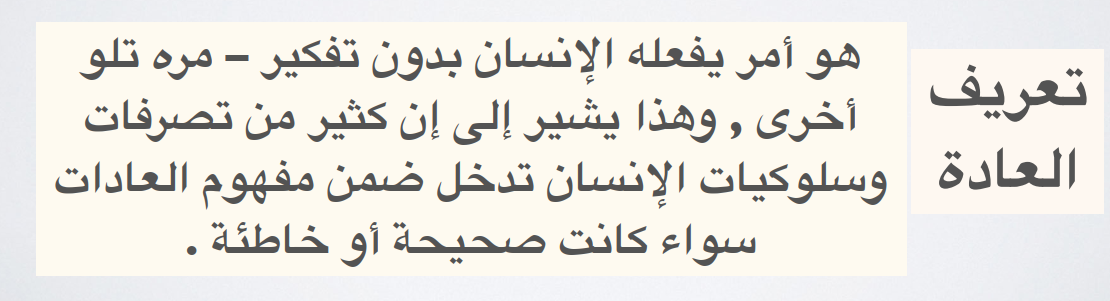 تعريف
العادة
هو أمر يفعله الإنسان بدون تفكير – مره تلو
أخرى , وهذا يشير إلى إن كثير من تصرفات
وسلوكيات الإنسان تدخل ضمن مفهوم العادات
سواء كانت صحيحة أو خاطئة .